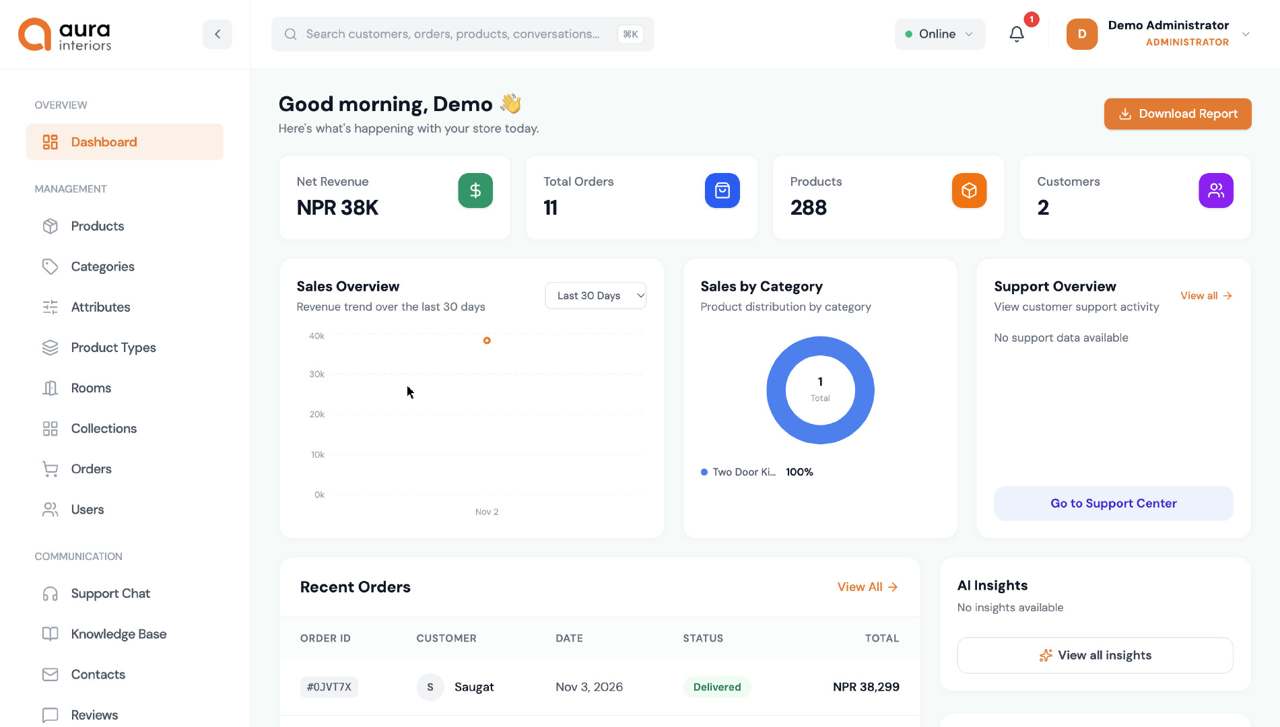 aura
interiors
Search customers, orders, products, conversations...
⌘K
Online
1
D
Demo Administrator
ADMINISTRATOR
OVERVIEW
Dashboard
MANAGEMENT
Products
Categories
Attributes
Product Types
Rooms
Collections
Orders
Users
COMMUNICATION
Support Chat
Knowledge Base
Contacts
Reviews
Good morning, Demo 👋
Here's what's happening with your store today.
Download Report
Net Revenue
NPR 38K
Total Orders
11
Products
288
Customers
2
Sales Overview
Revenue trend over the last 30 days
Last 30 Days
40k
30k
20k
10k
0k
Nov 2
Sales by Category
Product distribution by category
1
Total
Two Door Ki... 100%
Support Overview
View customer support activity
View all →
No support data available
Go to Support Center
Recent Orders
View All →
ORDER ID CUSTOMER DATE STATUS TOTAL
#0JVT7X S Saugat Nov 3, 2026 Delivered NPR 38,299
AI Insights
No insights available
View all insights